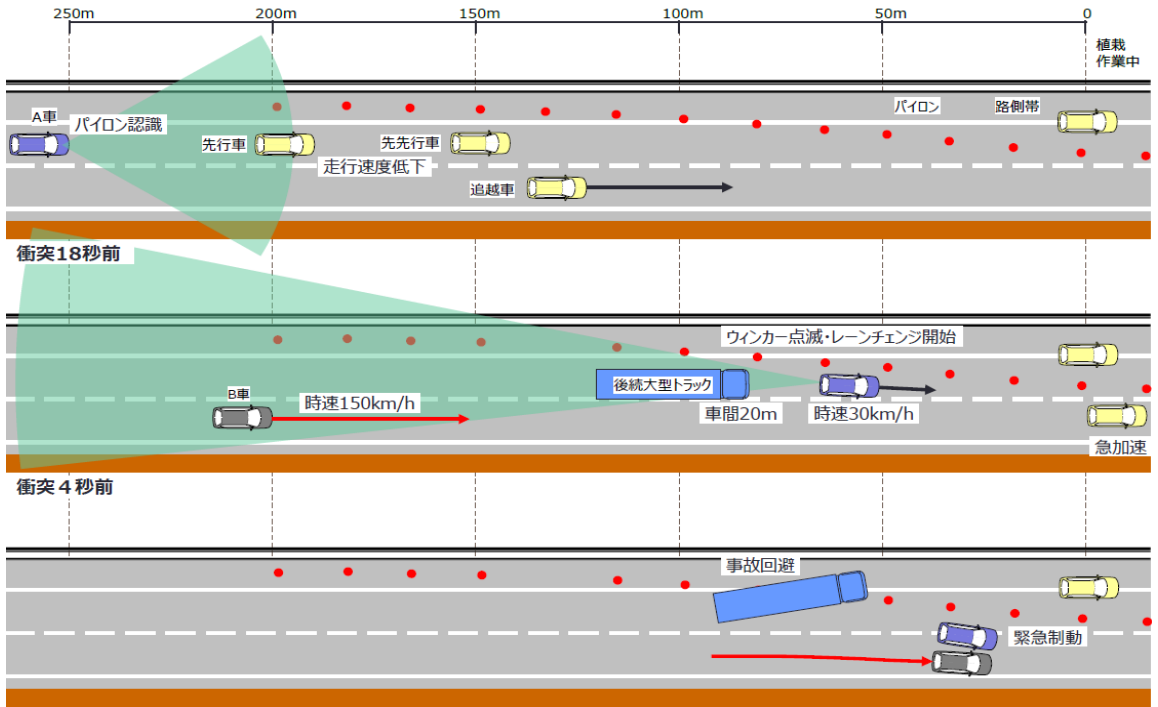 250m 200m 150m 100m 50m 0
植栽
作業中
A車
パイロン認識
先行車
先先行車
走行速度低下
追越車
パイロン
路側帯
衝突18秒前
ウィンカー点滅・レーンチェンジ開始
B車
時速150km/h
後続大型トラック
車間20m
時速30km/h
急加速
衝突4秒前
事故回避
緊急制動